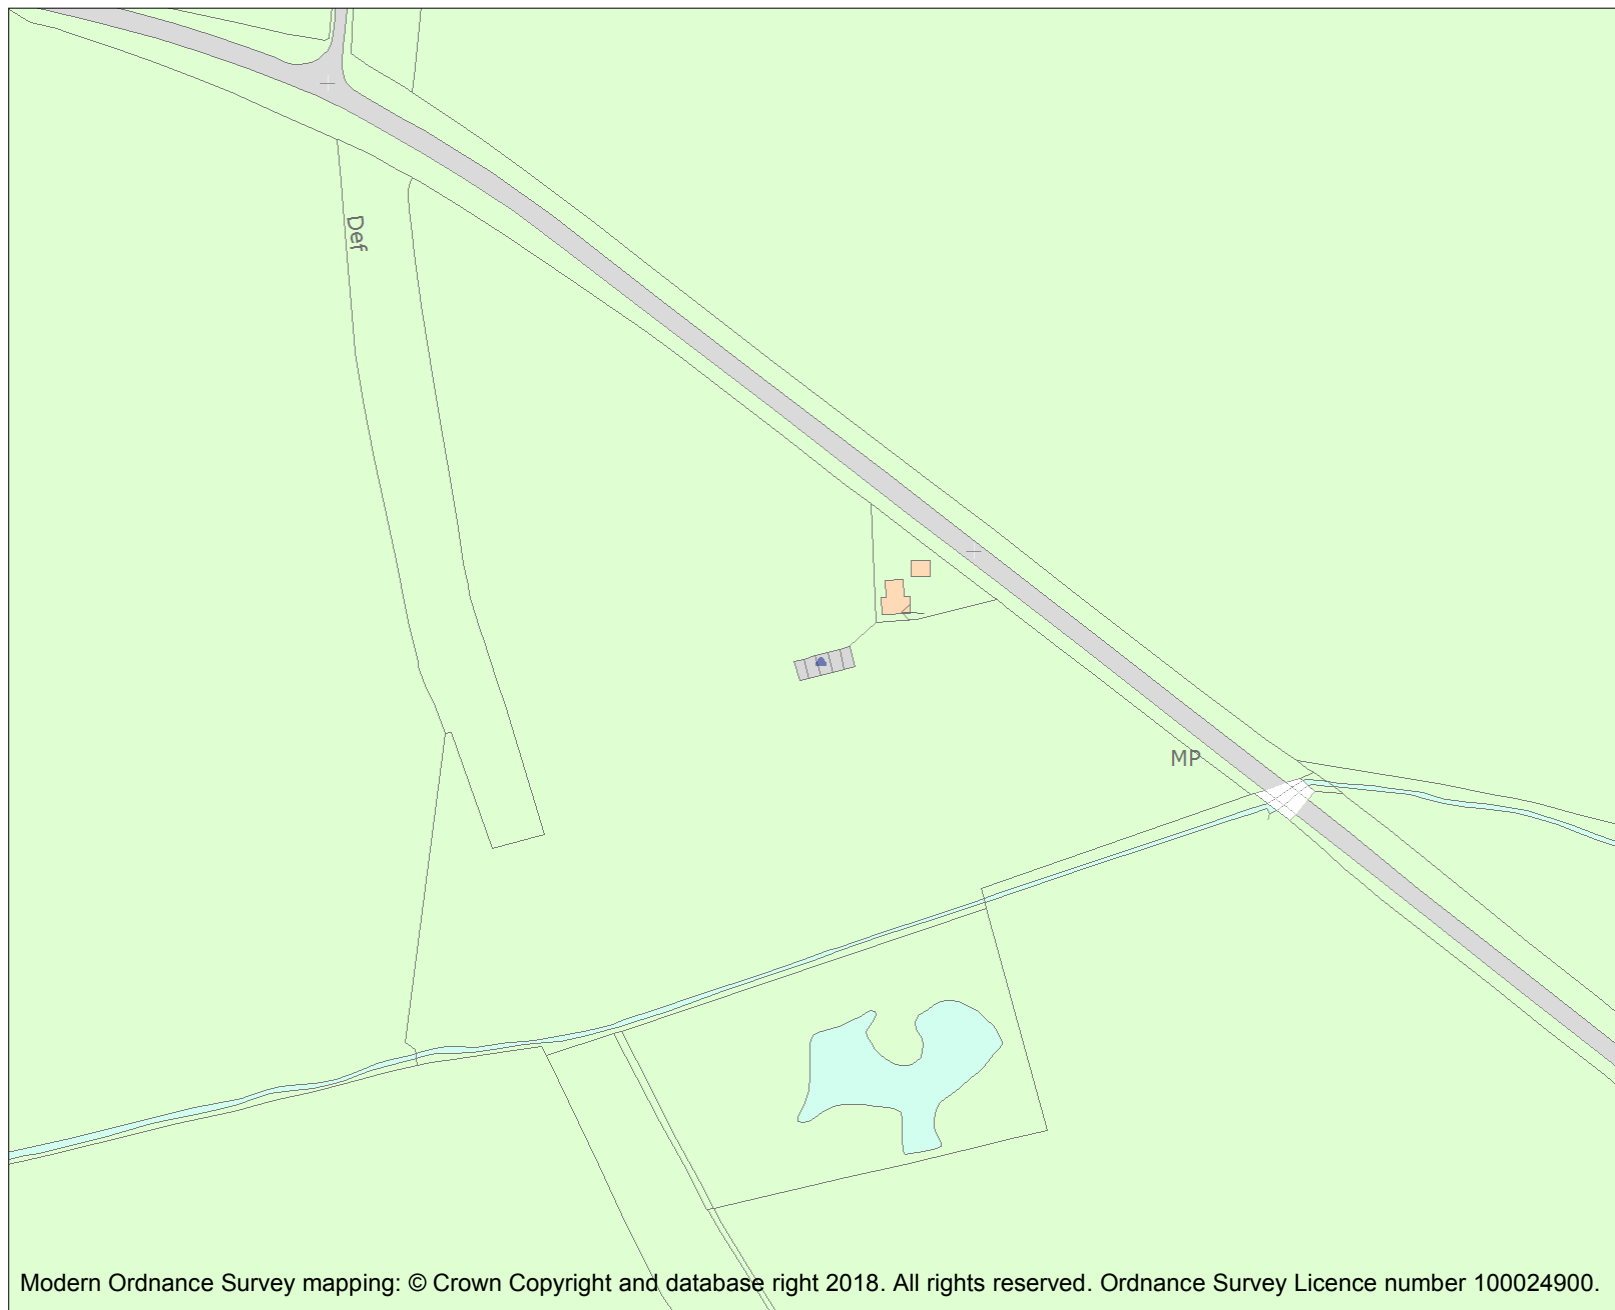 Def
MP
Modern Ordnance Survey mapping: © Crown Copyright and database right 2018. All rights reserved. Ordnance Survey Licence number 100024900.